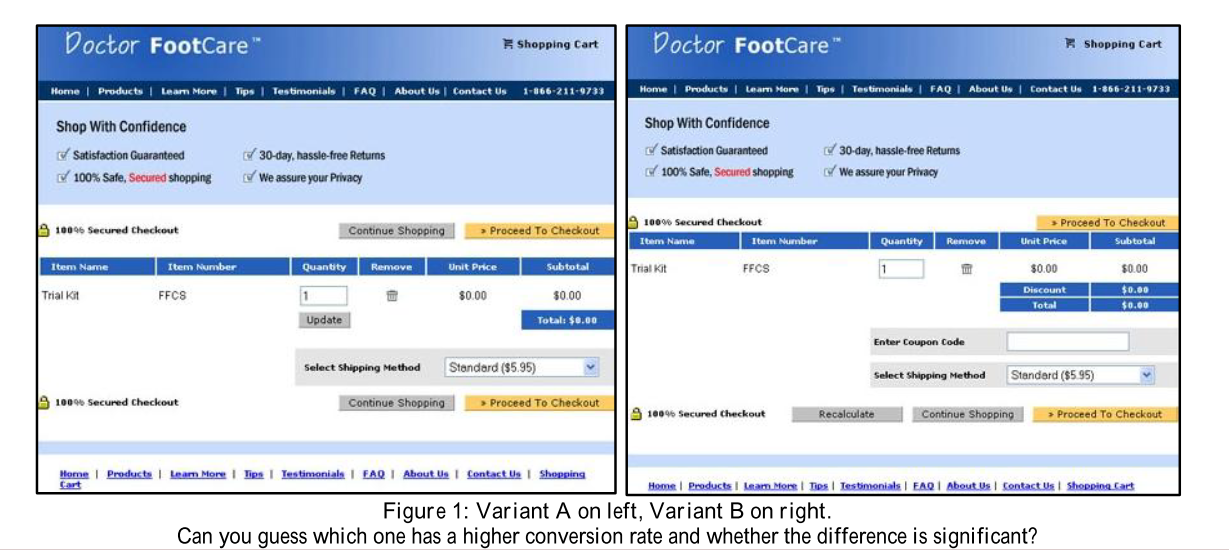 Doctor FootCare™
Shopping Cart
Home | Products | Learn More | Tips | Testimonials | FAQ | About Us | Contact Us 1-866-211-9733
Shop With Confidence
Satisfaction Guaranteed 30-day, hassle-free Returns
100% Safe, Secured shopping We assure your Privacy
100% Secured Checkout Continue Shopping » Proceed To Checkout
Item Name Item Number Quantity Remove Unit Price Subtotal
Trial Kit FFCS 1 $0.00 $0.00
Update Total: $0.00
Select Shipping Method Standard ($5.95)
100% Secured Checkout Continue Shopping » Proceed To Checkout
Home | Products | Learn More | Tips | Testimonials | FAQ | About Us | Contact Us | Shopping
Cart
Doctor FootCare™
Shopping Cart
Home | Products | Learn More | Tips | Testimonials | FAQ | About Us | Contact Us 1-866-211-9733
Shop With Confidence
Satisfaction Guaranteed 30-day, hassle-free Returns
100% Safe, Secured shopping We assure your Privacy
100% Secured Checkout » Proceed To Checkout
Item Name Item Number Quantity Remove Unit Price Subtotal
Trial Kit FFCS 1 $0.00 $0.00
Discount $0.00
Total $0.00
Enter Coupon Code
Select Shipping Method Standard ($5.95)
100% Secured Checkout Recalculate Continue Shopping » Proceed To Checkout
Home | Products | Learn More | Tips | Testimonials | FAQ | About Us | Contact Us | Shopping Cart
Figure 1: Variant A on left, Variant B on right.
Can you guess which one has a higher conversion rate and whether the difference is significant?